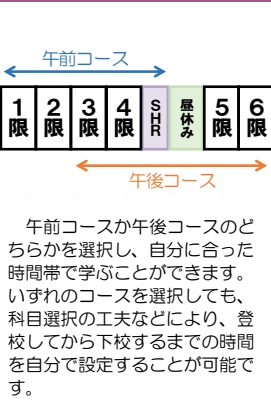 午前コース
1限 2限 3限 4限 SHR 昼休み 5限 6限
午後コース
午前コースか午後コースのど
ちらかを選択し、自分に合った
時間帯で学ぶことができます。
いずれのコースを選択しても、
科目選択の工夫などにより、登
校してから下校するまでの時間
を自分で設定することが可能で
す。